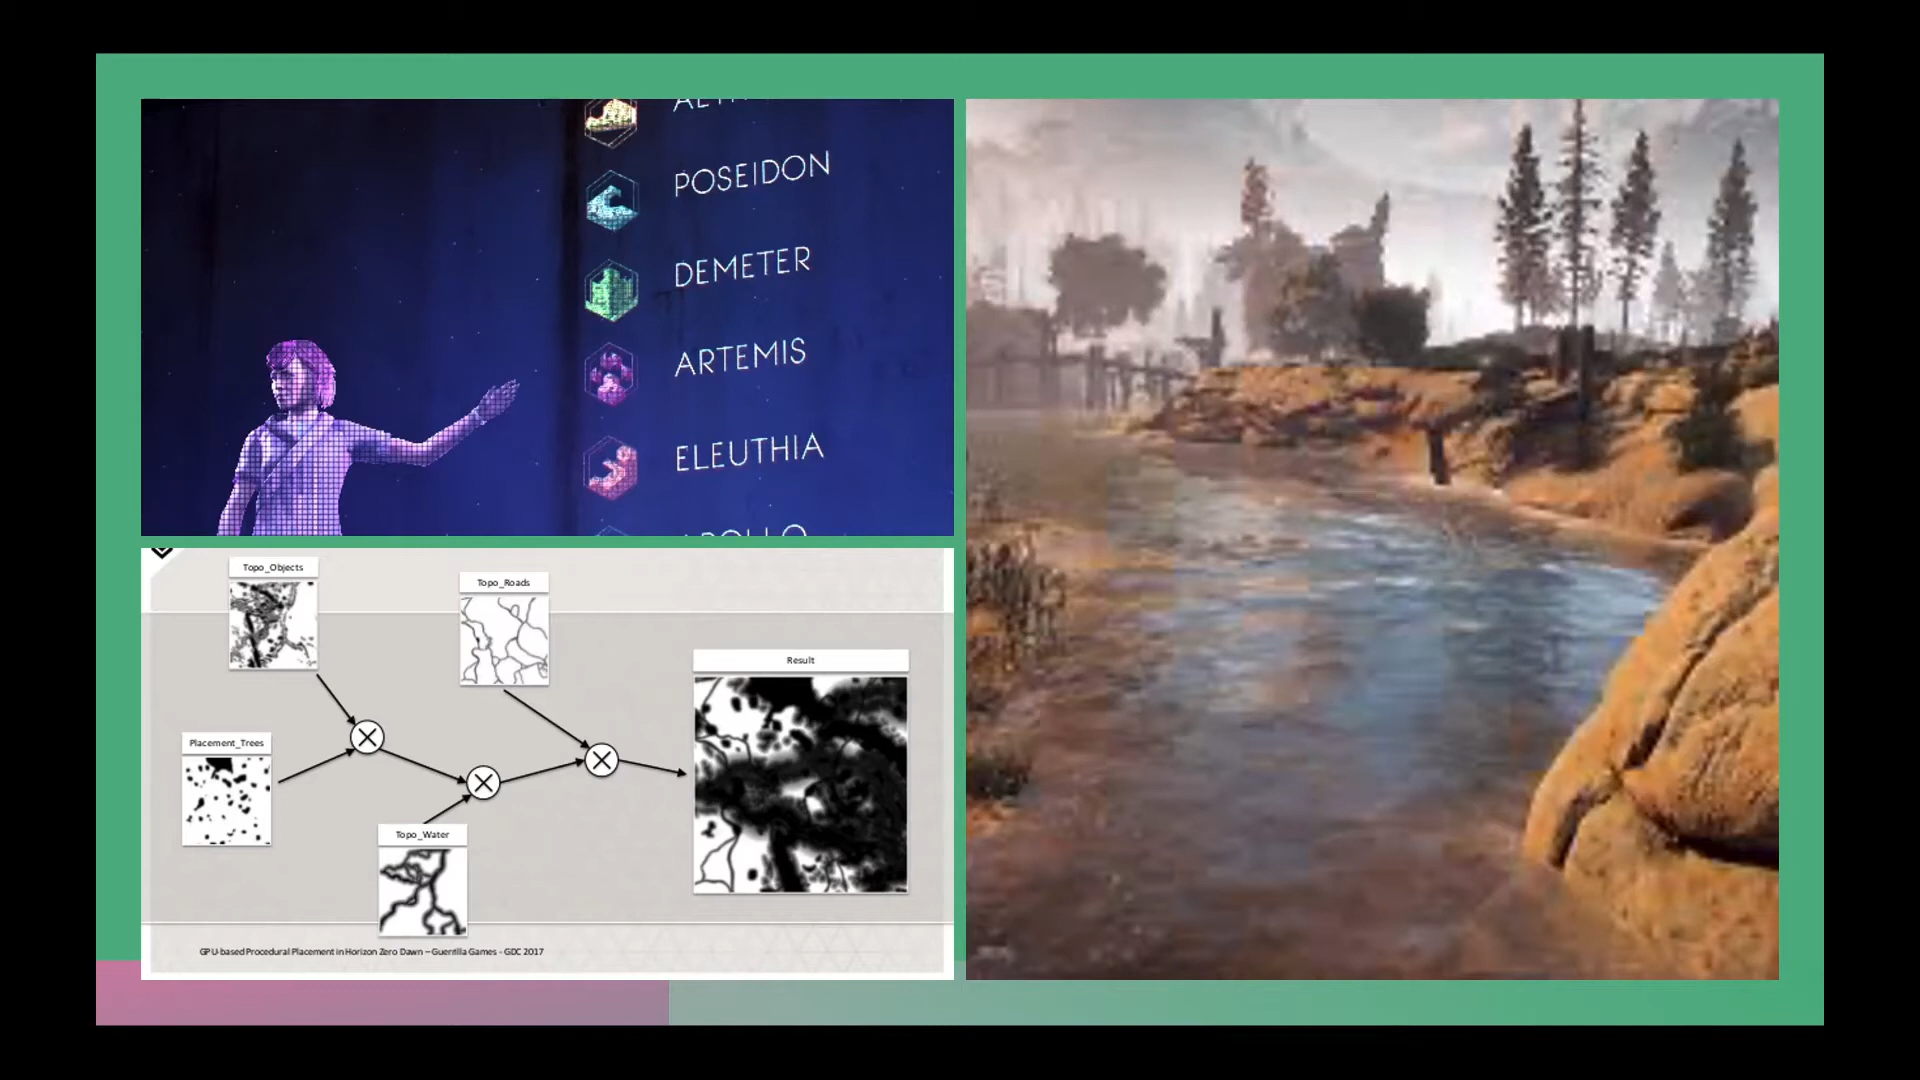 POSEIDON
DEMETER
ARTEMIS
ELEUTHIA
Topo_Objects
Topo_Roads
Result
Placement_Trees
Topo_Water
GPU-based Procedural Placement in Horizon Zero Dawn – Guerrilla Games - GDC 2017